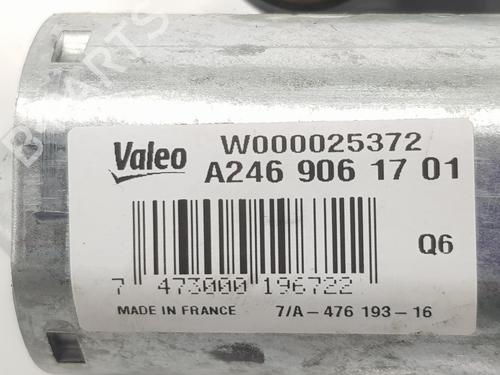 Valeo W000025372
A246 906 17 01
Q6
7 473000 196722
MADE IN FRANCE 7/A-476 193-16